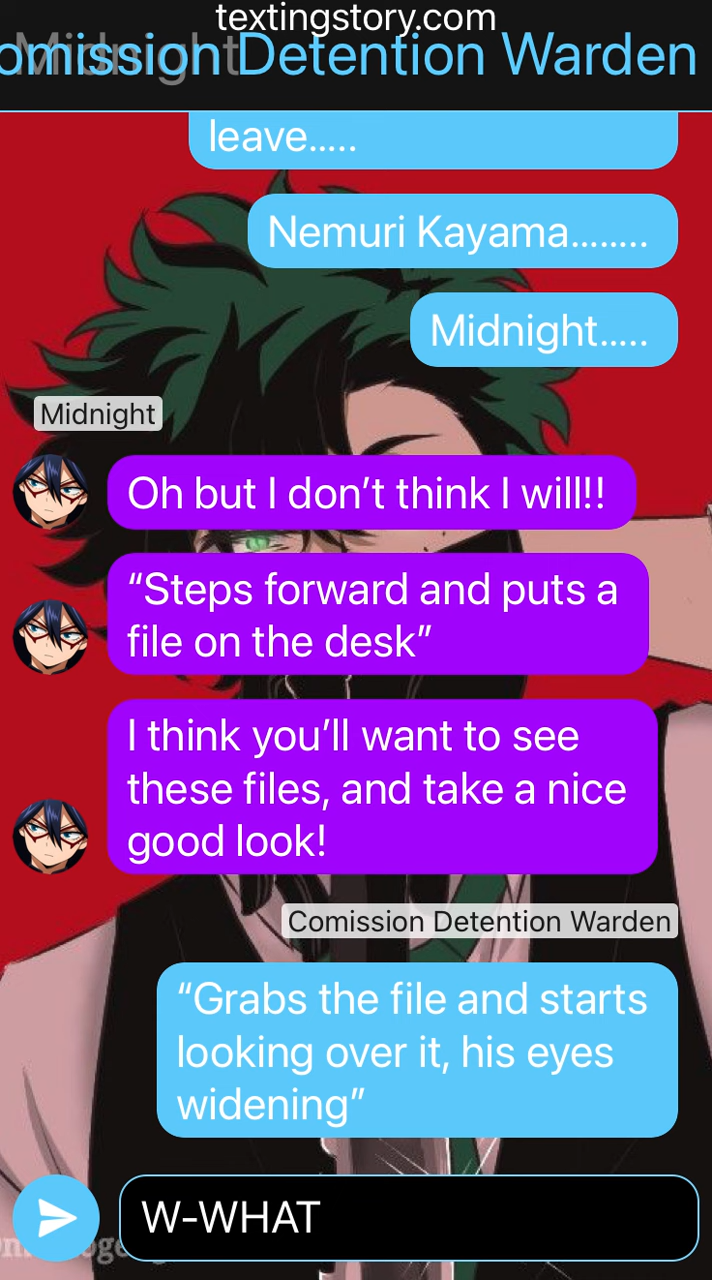 textingstory.com
Midnight
omission Detention Warden
leave.....
Nemuri Kayama........
Midnight.....
Midnight
Oh but I don’t think I will!!
“Steps forward and puts a
file on the desk”
I think you’ll want to see
these files, and take a nice
good look!
Comission Detention Warden
“Grabs the file and starts
looking over it, his eyes
widening”
W-WHAT